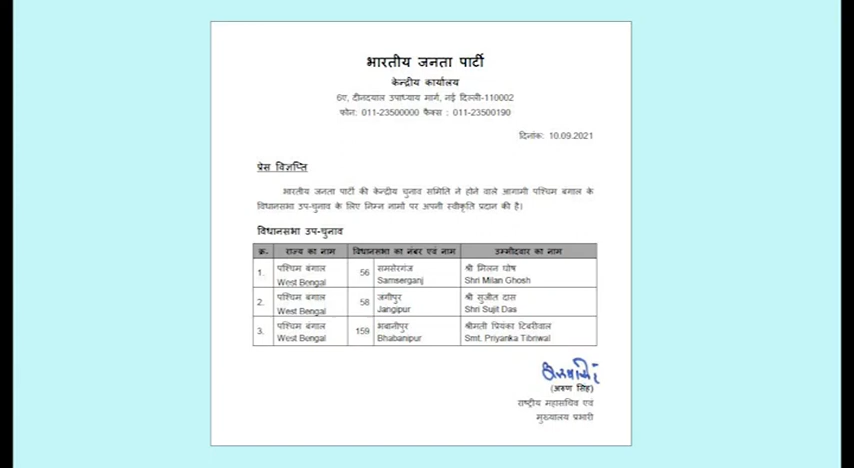 भारतीय जनता पार्टी
केन्द्रीय कार्यालय
6ए, दीनदयाल उपाध्याय मार्ग, नई दिल्ली-110002
फोन: 011-23500000 फैक्स : 011-23500190
दिनांक: 10.09.2021
प्रेस विज्ञप्ति
भारतीय जनता पार्टी की केन्द्रीय चुनाव समिति ने होने वाले आगामी पश्चिम बंगाल के
विधानसभा उप-चुनाव के लिए निम्न नामों पर अपनी स्वीकृति प्रदान की है।
विधानसभा उप-चुनाव
क्र. राज्य का नाम विधानसभा का नंबर एवं नाम उम्मीदवार का नाम
1. पश्चिम बंगाल 56 समसेरगंज श्री मिलन घोष
West Bengal Samserganj Shri Milan Ghosh
2. पश्चिम बंगाल 58 जंगीपुर श्री सुजीत दास
West Bengal Jangipur Shri Sujit Das
3. पश्चिम बंगाल 159 भबानीपुर श्रीमती प्रियंका टिबरीवाल
West Bengal Bhabanipur Smt. Priyanka Tibriwal
(अरुण सिंह)
राष्ट्रीय महासचिव एवं
मुख्यालय प्रभारी